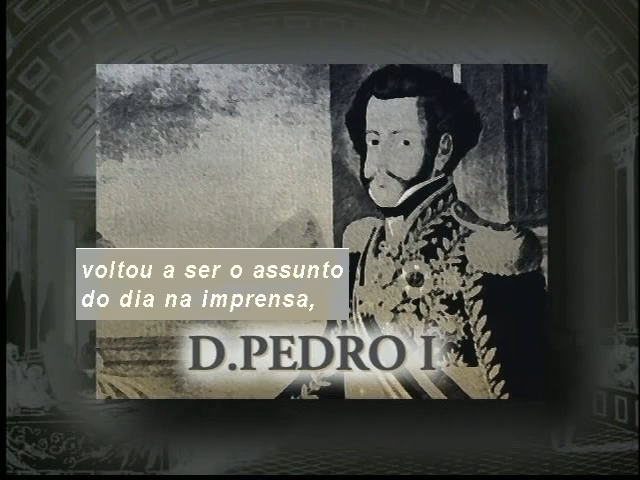 voltou a ser o assunto
do dia na imprensa,
D.PEDRO I